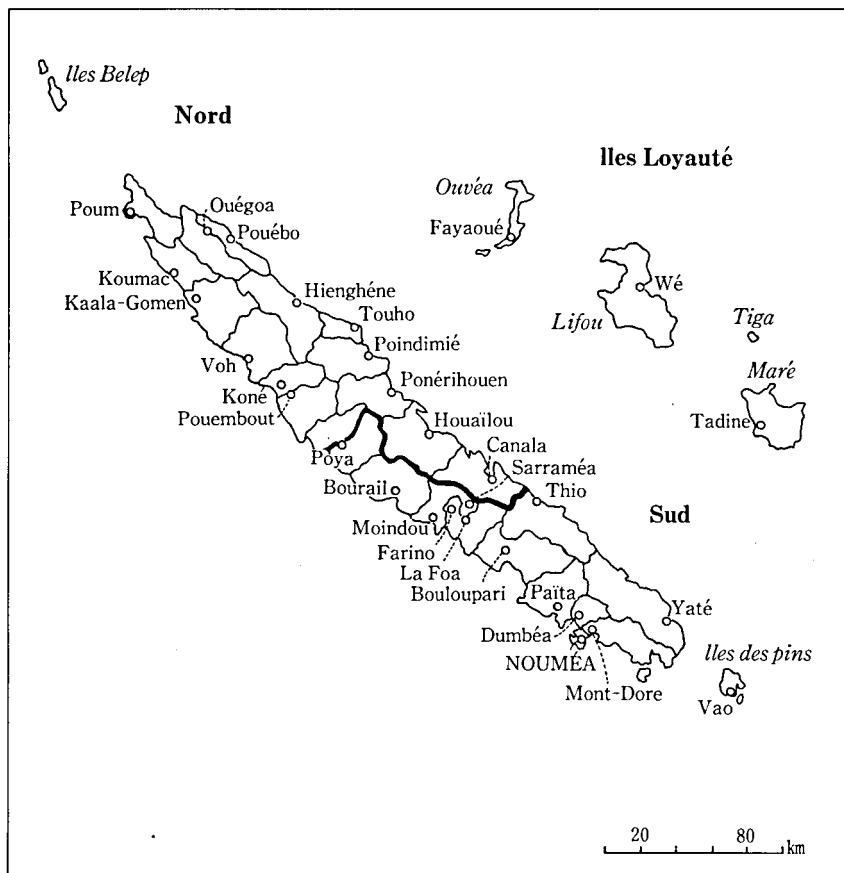 Iles Belep
Nord
Iles Loyauté
Ouvéa
Fayaoué
Ouégoa
Poum
Pouébo
Koumac
Kaala-Gomen
Hienghéne
Touho
Wé
Lifou
Tiga
Poindimié
Voh
Maré
Koné
Ponérihouen
Pouembout
Tadine
Houaïlou
Canala
Poya
Sarraméa
Bourail
Thio
Sud
Moindou
Farino
La Foa
Bouloupari
Païta
Yaté
Dumbéa
NOUMÉA
Iles des pins
Mont-Dore
Vao
20 80 km